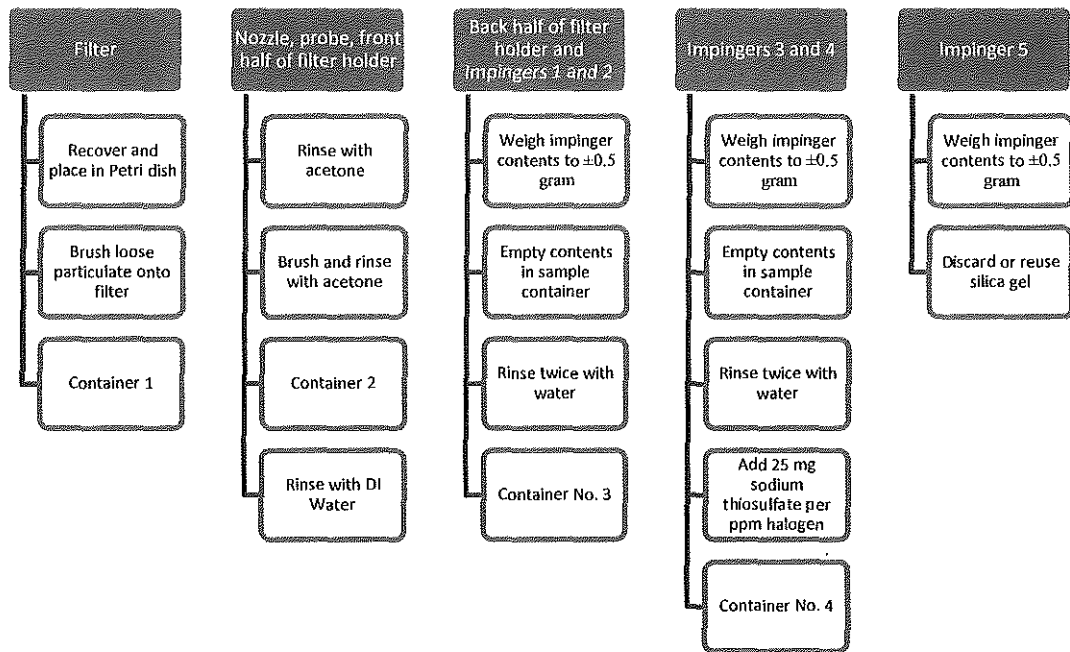 Filter
Recover and
place in Petri dish
Brush loose
particulate onto
filter
Container 1
Nozzle, probe, front
half of filter holder
Rinse with
acetone
Brush and rinse
with acetone
Container 2
Rinse with DI
Water
Back half of filter
holder and
Impingers 1 and 2
Weigh impinger
contents to ±0.5
gram
Empty contents
in sample
container
Rinse twice with
water
Container No. 3
Impingers 3 and 4
Weigh impinger
contents to ±0.5
gram
Empty contents
in sample
container
Rinse twice with
water
Add 25 mg
sodium
thiosulfate per
ppm halogen
Container No. 4
Impinger 5
Weigh impinger
contents to ±0.5
gram
Discard or reuse
silica gel